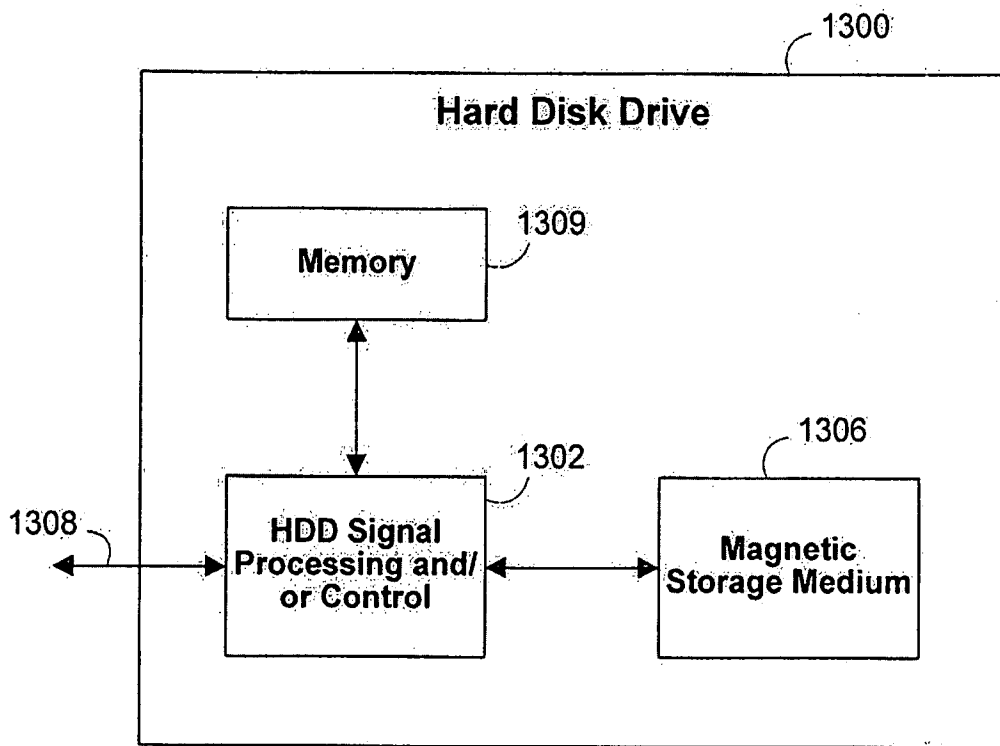 1300
Hard Disk Drive
1309
Memory
1302
1306
1308
HDD Signal
Processing and/
or Control
Magnetic
Storage Medium